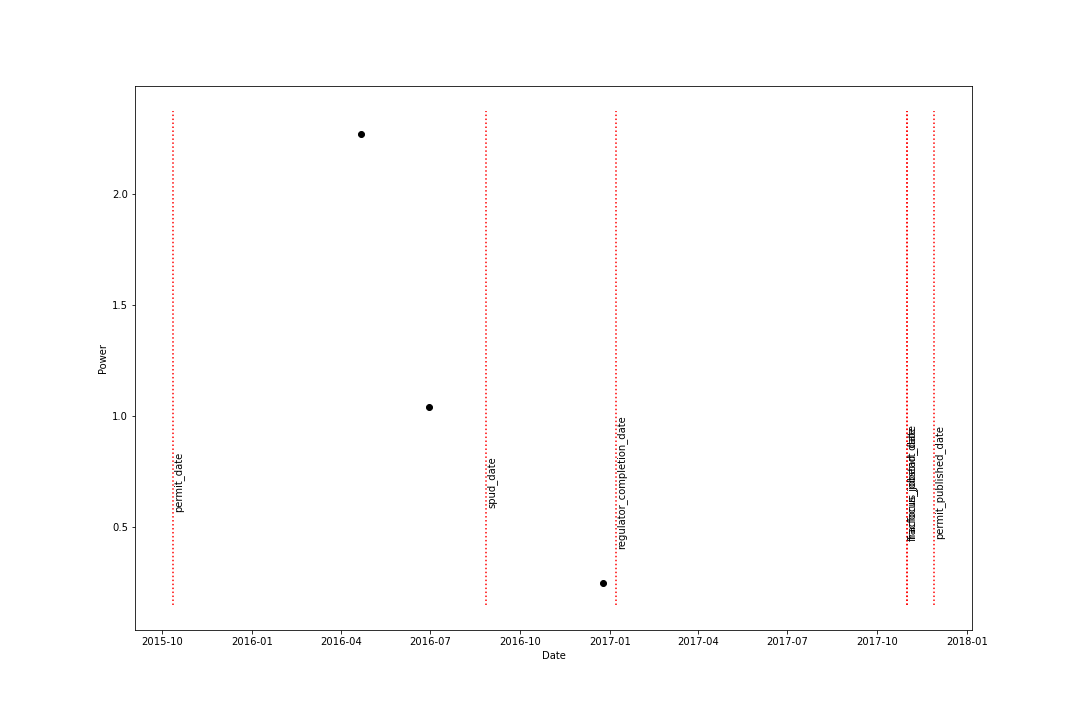 2.0
1.5
1.0
0.5
Power
permit_date
spud_date
regulator_completion_date
permit_published_date
2015-10
2016-01
2016-04
2016-07
2016-10
2017-01
2017-04
2017-07
2017-10
2018-01
Date